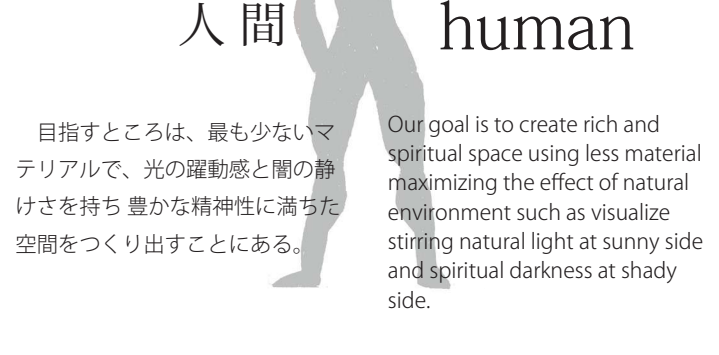 人間
human
目指すところは、最も少ないマ
テリアルで、光の躍動感と闇の静
けさを持ち 豊かな精神性に満ちた
空間をつくり出すことにある。
Our goal is to create rich and
spiritual space using less material
maximizing the effect of natural
environment such as visualize
stirring natural light at sunny side
and spiritual darkness at shady
side.